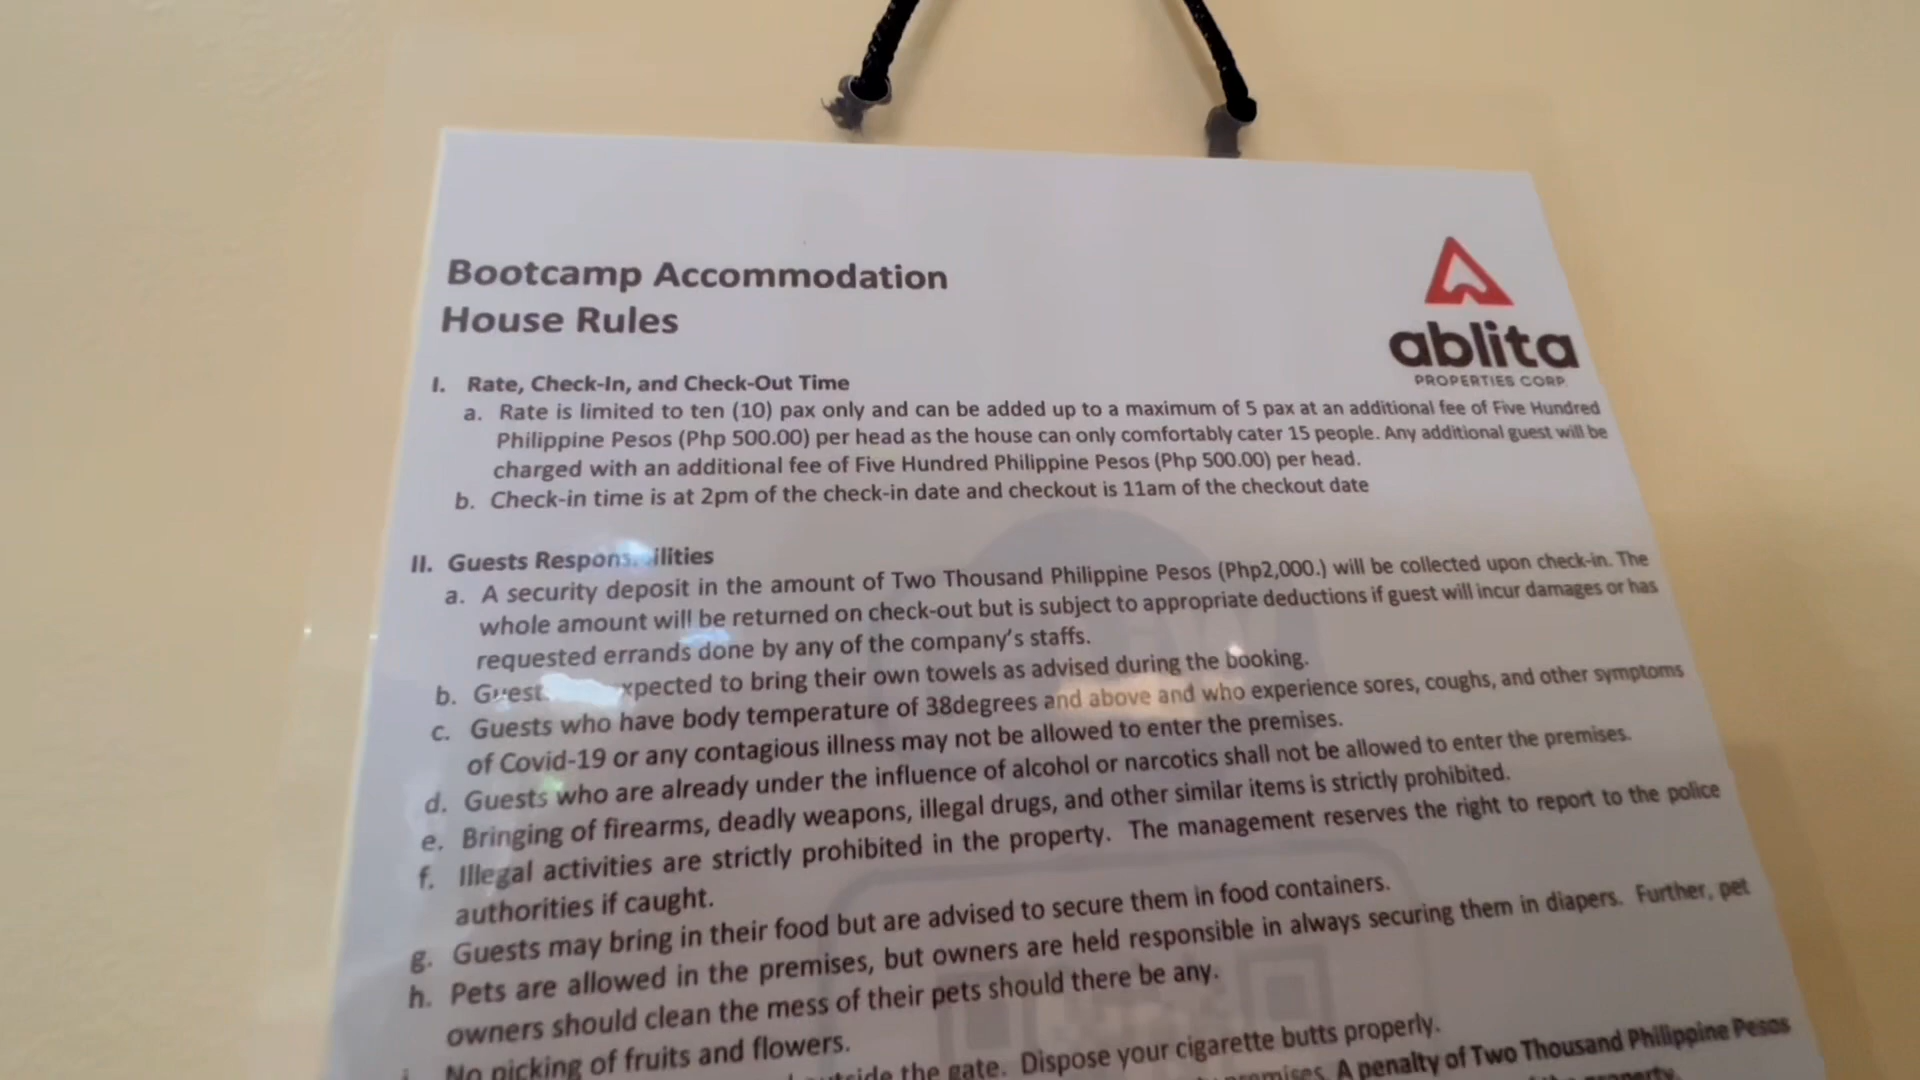 Bootcamp Accommodation
House Rules
ablita
PROPERTIES CORP.
I. Rate, Check-In, and Check-Out Time
a. Rate is limited to ten (10) pax only and can be added up to a maximum of 5 pax at an additional fee of Five Hundred
Philippine Pesos (Php 500.00) per head as the house can only comfortably cater 15 people. Any additional guest will be
charged with an additional fee of Five Hundred Philippine Pesos (Php 500.00) per head.
b. Check-in time is at 2pm of the check-in date and checkout is 11am of the checkout date
II. Guests Responsibilities
a. A security deposit in the amount of Two Thousand Philippine Pesos (Php2,000.) will be collected upon check-in. The
whole amount will be returned on check-out but is subject to appropriate deductions if guest will incur damages or has
requested errands done by any of the company's staffs.
b. Guest xpected to bring their own towels as advised during the booking.
c. Guests who have body temperature of 38degrees and above and who experience sores, coughs, and other symptoms
of Covid-19 or any contagious illness may not be allowed to enter the premises.
d. Guests who are already under the influence of alcohol or narcotics shall not be allowed to enter the premises.
e. Bringing of firearms, deadly weapons, illegal drugs, and other similar items is strictly prohibited.
f. Illegal activities are strictly prohibited in the property. The management reserves the right to report to the police
authorities if caught.
g. Guests may bring in their food but are advised to secure them in food containers.
h. Pets are allowed in the premises, but owners are held responsible in always securing them in diapers. Further, pet
owners should clean the mess of their pets should there be any.
No picking of fruits and flowers.
the gate. Dispose your cigarette butts properly.
premises. A penalty of Two Thousand Philippine Pesos
property.